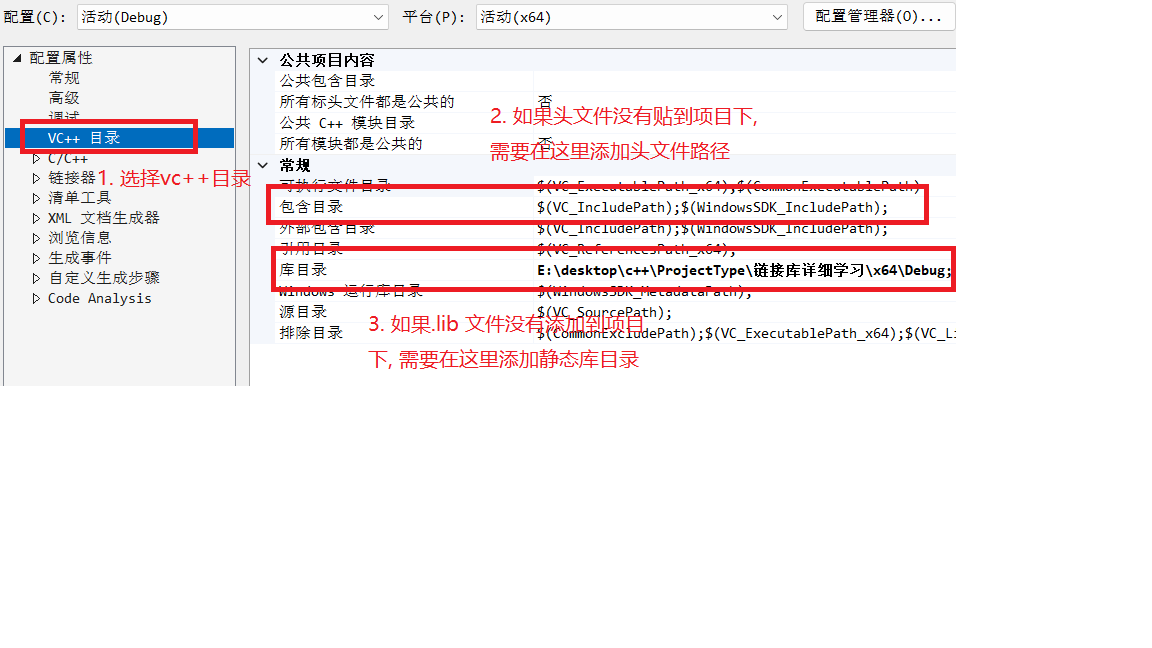 配置(C): 活动(Debug) 平台(P): 活动(x64) 配置管理器(O)...
配置属性
常规
高级
调试
VC++ 目录
C/C++
链接器
清单工具
XML 文档生成器
浏览信息
生成事件
自定义生成步骤
Code Analysis
1. 选择vc++目录
公共项目内容
公共包含目录
所有标头文件都是公共的 否
公共 C++ 模块目录
所有模块都是公共的 否
2. 如果头文件没有贴到项目下,
需要在这里添加头文件路径
常规
可执行文件目录 $(VC_ExecutablePath_x64);$(CommonExecutablePath)
包含目录 $(VC_IncludePath);$(WindowsSDK_IncludePath);
外部包含目录 $(VC_IncludePath);$(WindowsSDK_IncludePath);
引用目录 $(VC_ReferencesPath_x64);
库目录 E:\desktop\c++\ProjectType\链接库详细学习\x64\Debug;
Windows 运行库目录 $(WindowsSDK_MetadataPath);
源目录 $(VC_SourcePath);
排除目录 $(CommonExcludePath);$(VC_ExecutablePath_x64);$(VC_Li
3. 如果.lib 文件没有添加到项目
下, 需要在这里添加静态库目录